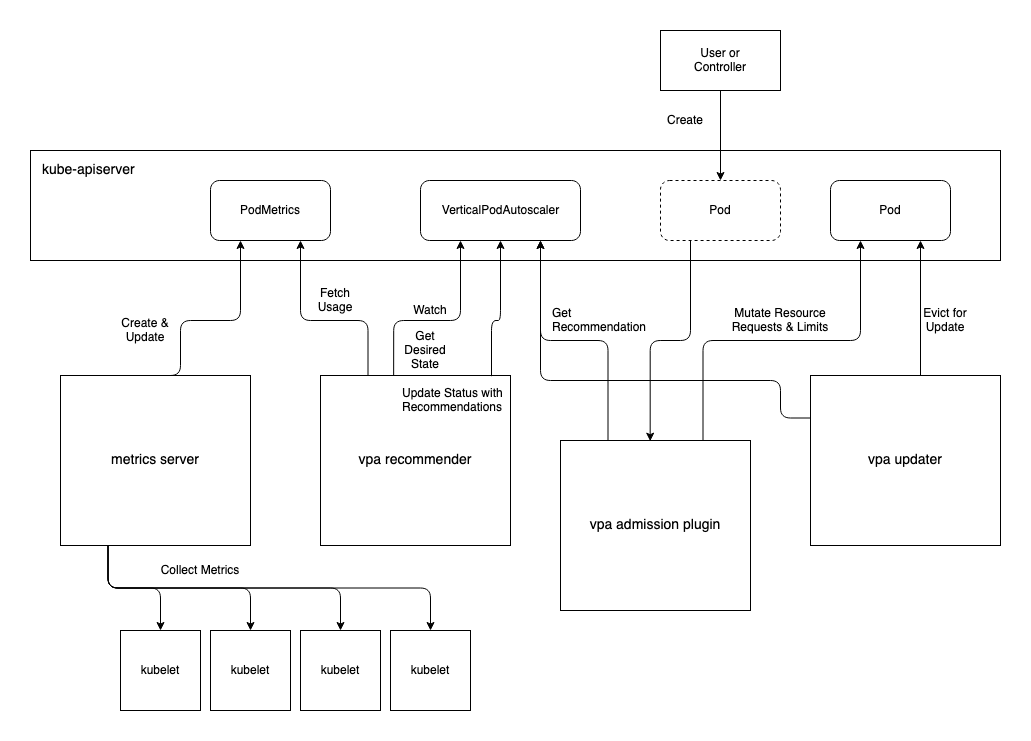 User or
Controller
Create
kube-apiserver
PodMetrics
VerticalPodAutoscaler
Pod
Pod
Create &
Update
Fetch
Usage
Watch
Get
Desired
State
Get
Recommendation
Mutate Resource
Requests & Limits
Evict for
Update
Update Status with
Recommendations
metrics server
vpa recommender
vpa admission plugin
vpa updater
Collect Metrics
kubelet
kubelet
kubelet
kubelet